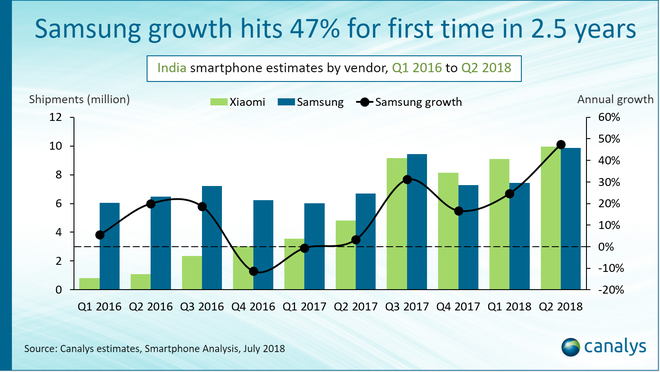 Samsung growth hits 47% for first time in 2.5 years
India smartphone estimates by vendor, Q1 2016 to Q2 2018
Shipments (million)
Xiaomi
Samsung
Samsung growth
Annual growth
12
10
8
6
4
2
0
60%
50%
40%
30%
20%
10%
0%
-10%
-20%
Q1 2016
Q2 2016
Q3 2016
Q4 2016
Q1 2017
Q2 2017
Q3 2017
Q4 2017
Q1 2018
Q2 2018
Source: Canalys estimates, Smartphone Analysis, July 2018
canalys